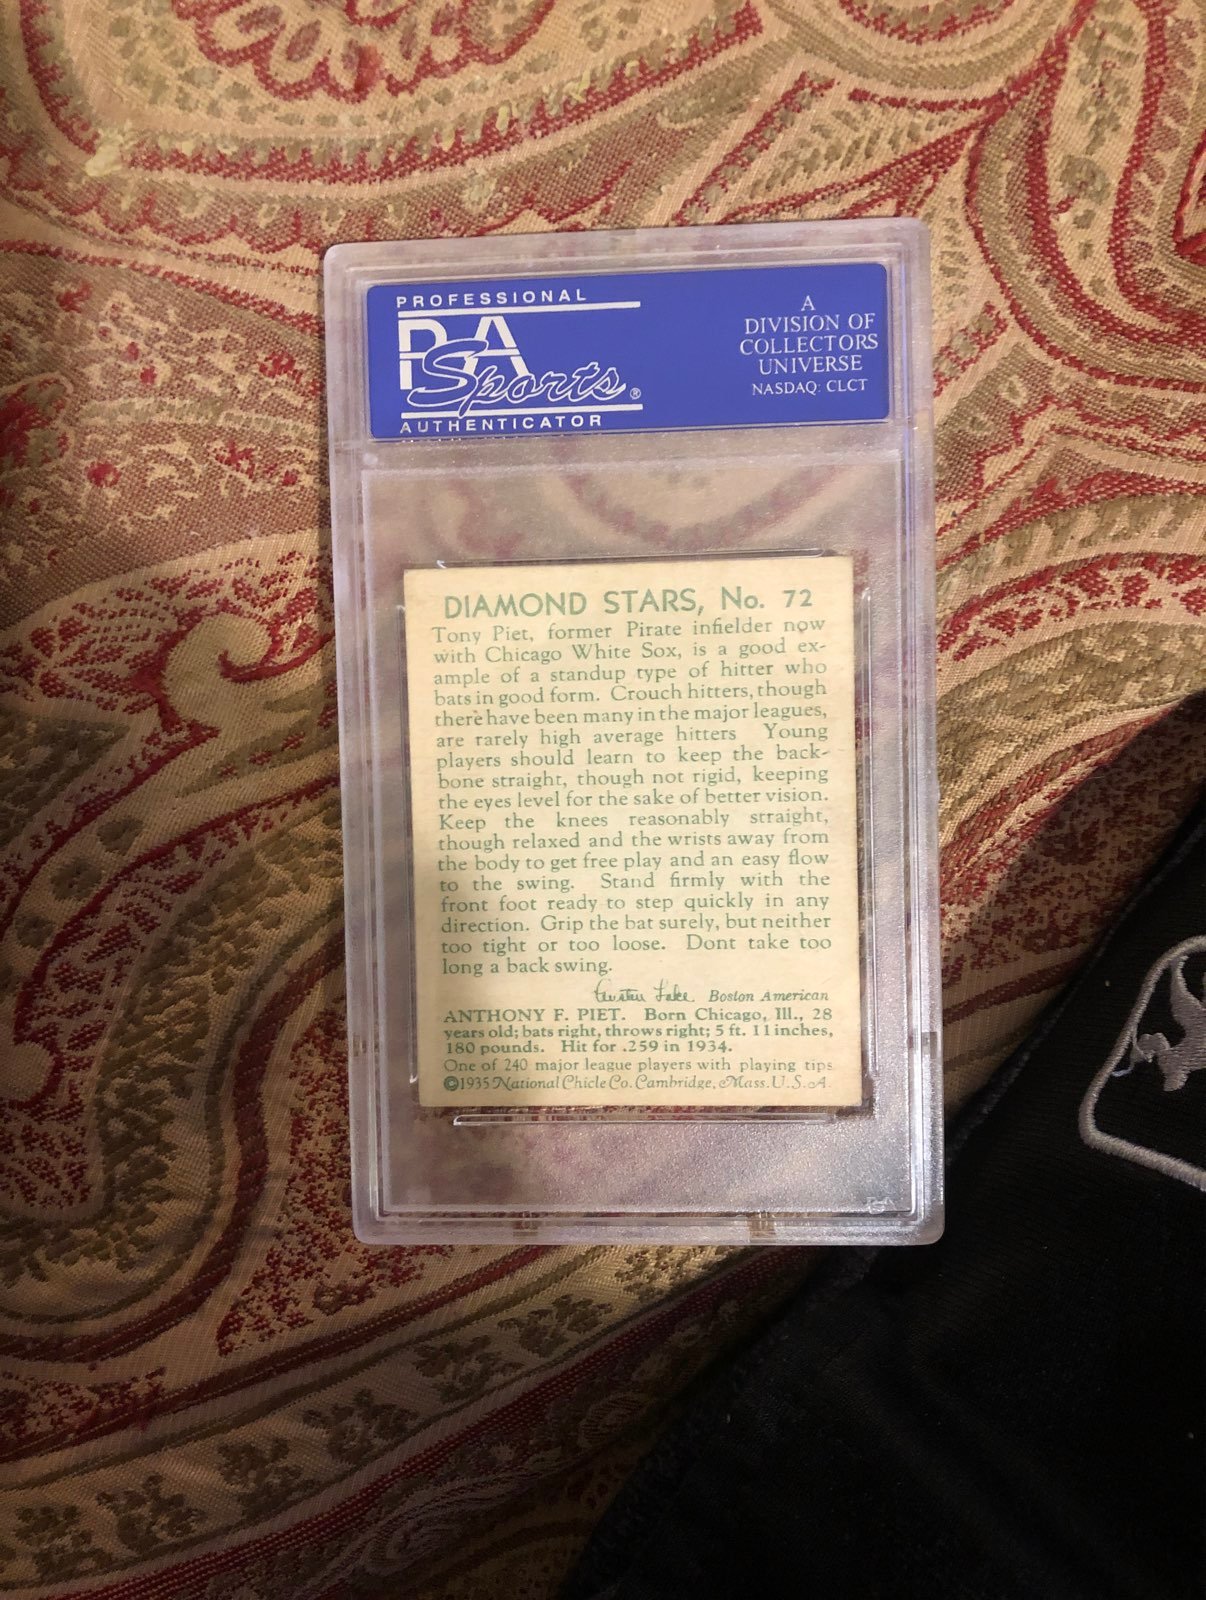 PROFESSIONAL
PSA
Sports®
AUTHENTICATOR
A
DIVISION OF
COLLECTORS
UNIVERSE
NASDAQ: CLCT
DIAMOND STARS, No. 72
Tony Piet, former Pirate infielder now
with Chicago White Sox, is a good ex-
ample of a standup type of hitter who
bats in good form. Crouch hitters, though
there have been many in the major leagues,
are rarely high average hitters Young
players should learn to keep the back-
bone straight, though not rigid, keeping
the eyes level for the sake of better vision.
Keep the knees reasonably straight,
though relaxed and the wrists away from
the body to get free play and an easy flow
to the swing. Stand firmly with the
front foot ready to step quickly in any
direction. Grip the bat surely, but neither
too tight or too loose. Dont take too
long a back swing.
Austen Lake Boston American
ANTHONY F. PIET. Born Chicago, Ill., 28
years old; bats right, throws right; 5 ft. 11 inches,
180 pounds. Hit for .259 in 1934.
One of 240 major league players with playing tips
©1935 National Chicle Co. Cambridge, Mass. U.S.A.
PSA